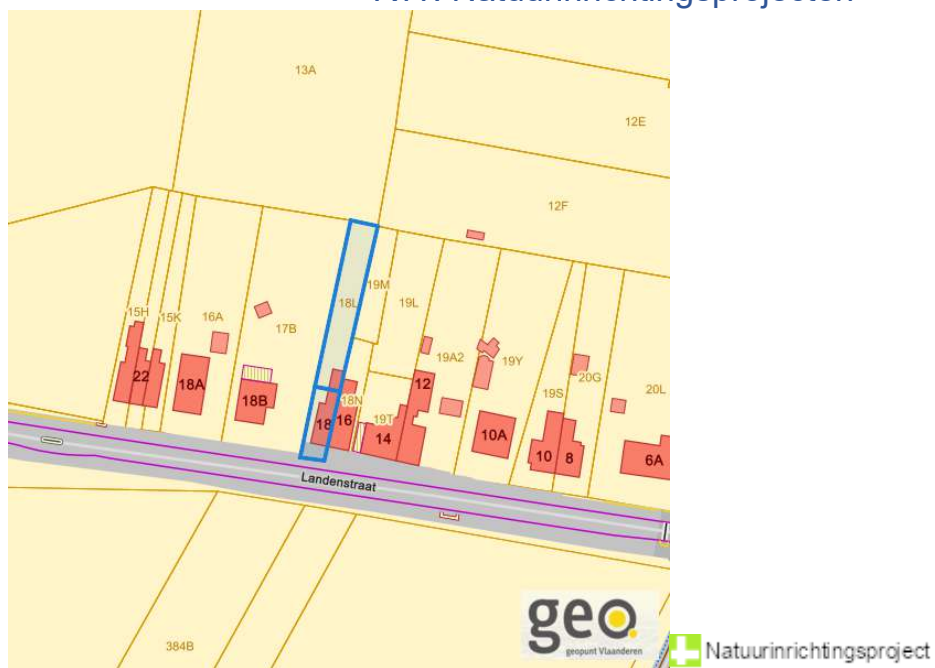 Natuurinrichtingsprojecten
13A
12E
12F
19M
18L
19L
15H
15K
16A
17B
19A2
19Y
19S
20G
20L
22
18A
18B
18
16
18N
19T
14
12
10A
10
8
6A
Landenstraat
384B
geo.
geopunt Vlaanderen
Natuurinrichtingsproject